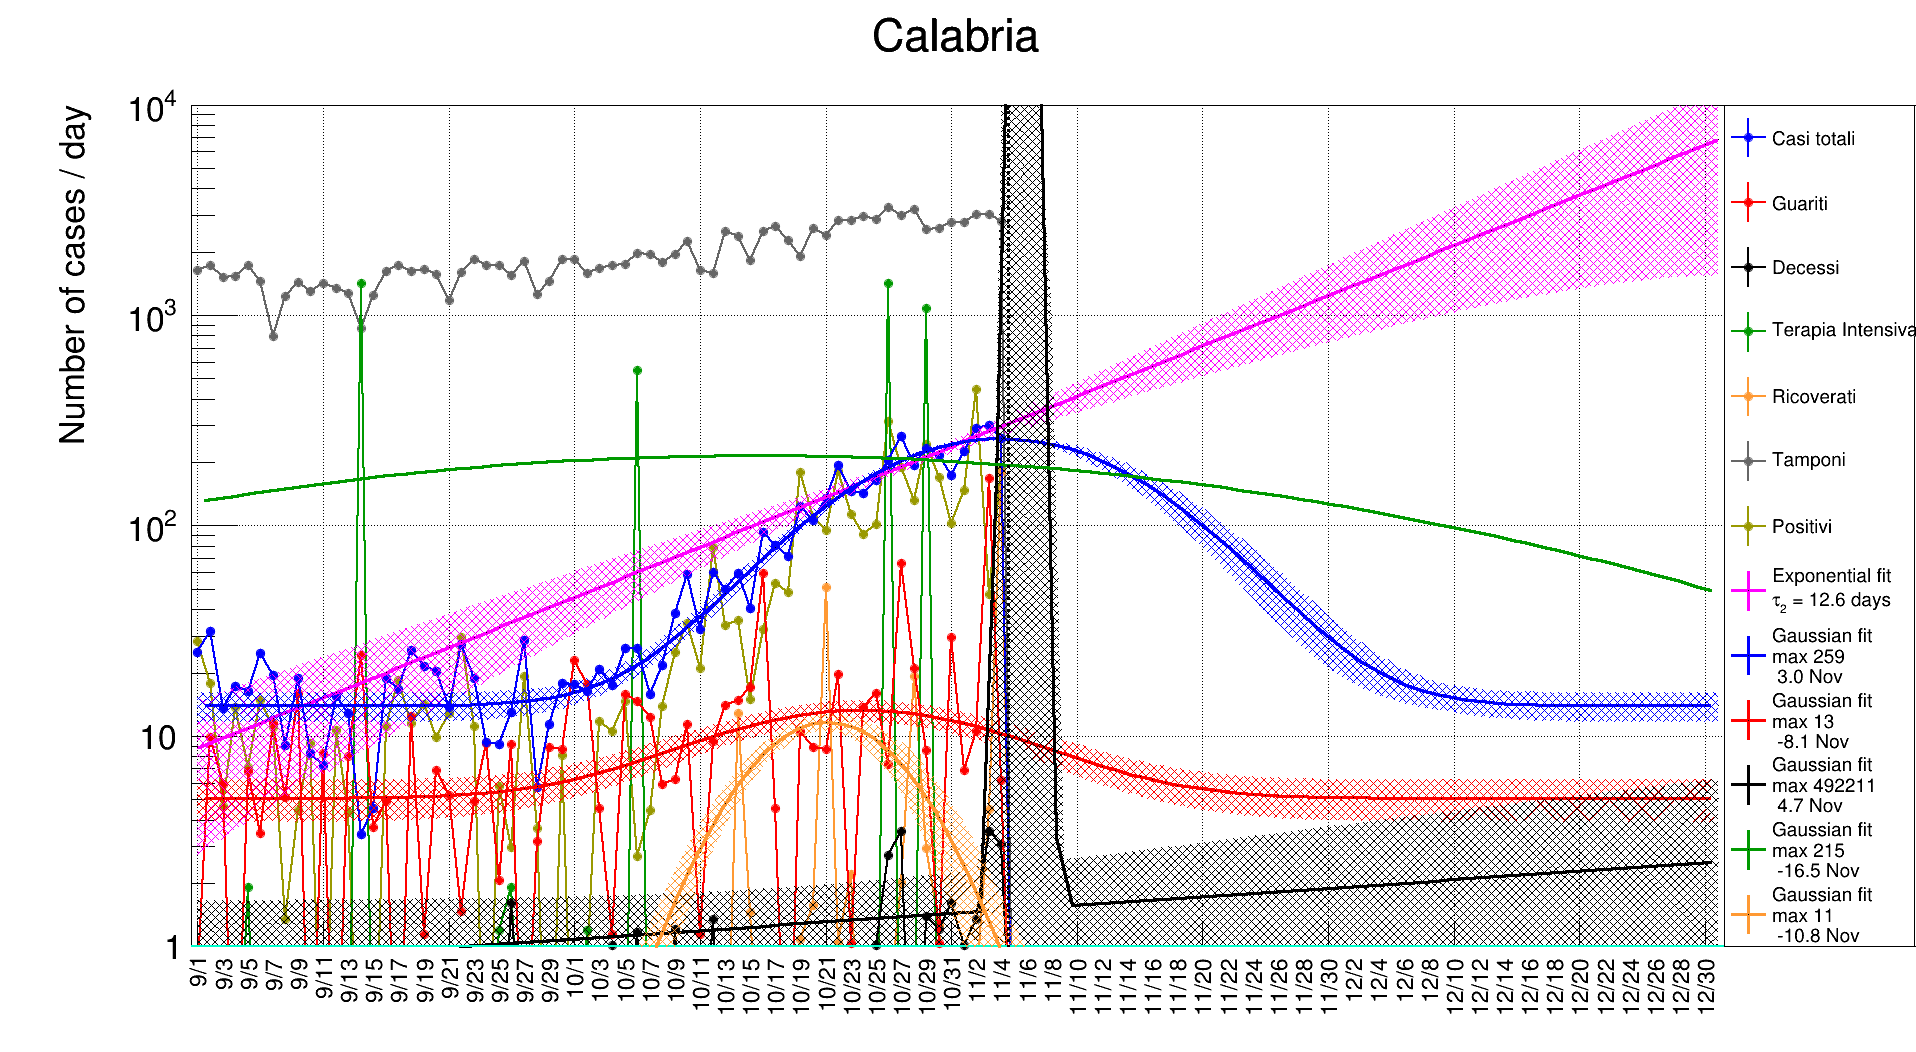 Calabria
Number of cases / day
10^4
10^3
10^2
10
1
9/1
9/3
9/5
9/7
9/9
9/11
9/13
9/15
9/17
9/19
9/21
9/23
9/25
9/27
9/29
10/1
10/3
10/5
10/7
10/9
10/11
10/13
10/15
10/17
10/19
10/21
10/23
10/25
10/27
10/29
10/31
11/2
11/4
11/6
11/8
11/10
11/12
11/14
11/16
11/18
11/20
11/22
11/24
11/26
11/28
11/30
12/2
12/4
12/6
12/8
12/10
12/12
12/14
12/16
12/18
12/20
12/22
12/24
12/26
12/28
12/30
Casi totali
Guariti
Decessi
Terapia Intensiva
Ricoverati
Tamponi
Positivi
Exponential fit
τ₂ = 12.6 days
Gaussian fit
max 259
3.0 Nov
Gaussian fit
max 13
-8.1 Nov
Gaussian fit
max 492211
4.7 Nov
Gaussian fit
max 215
-16.5 Nov
Gaussian fit
max 11
-10.8 Nov